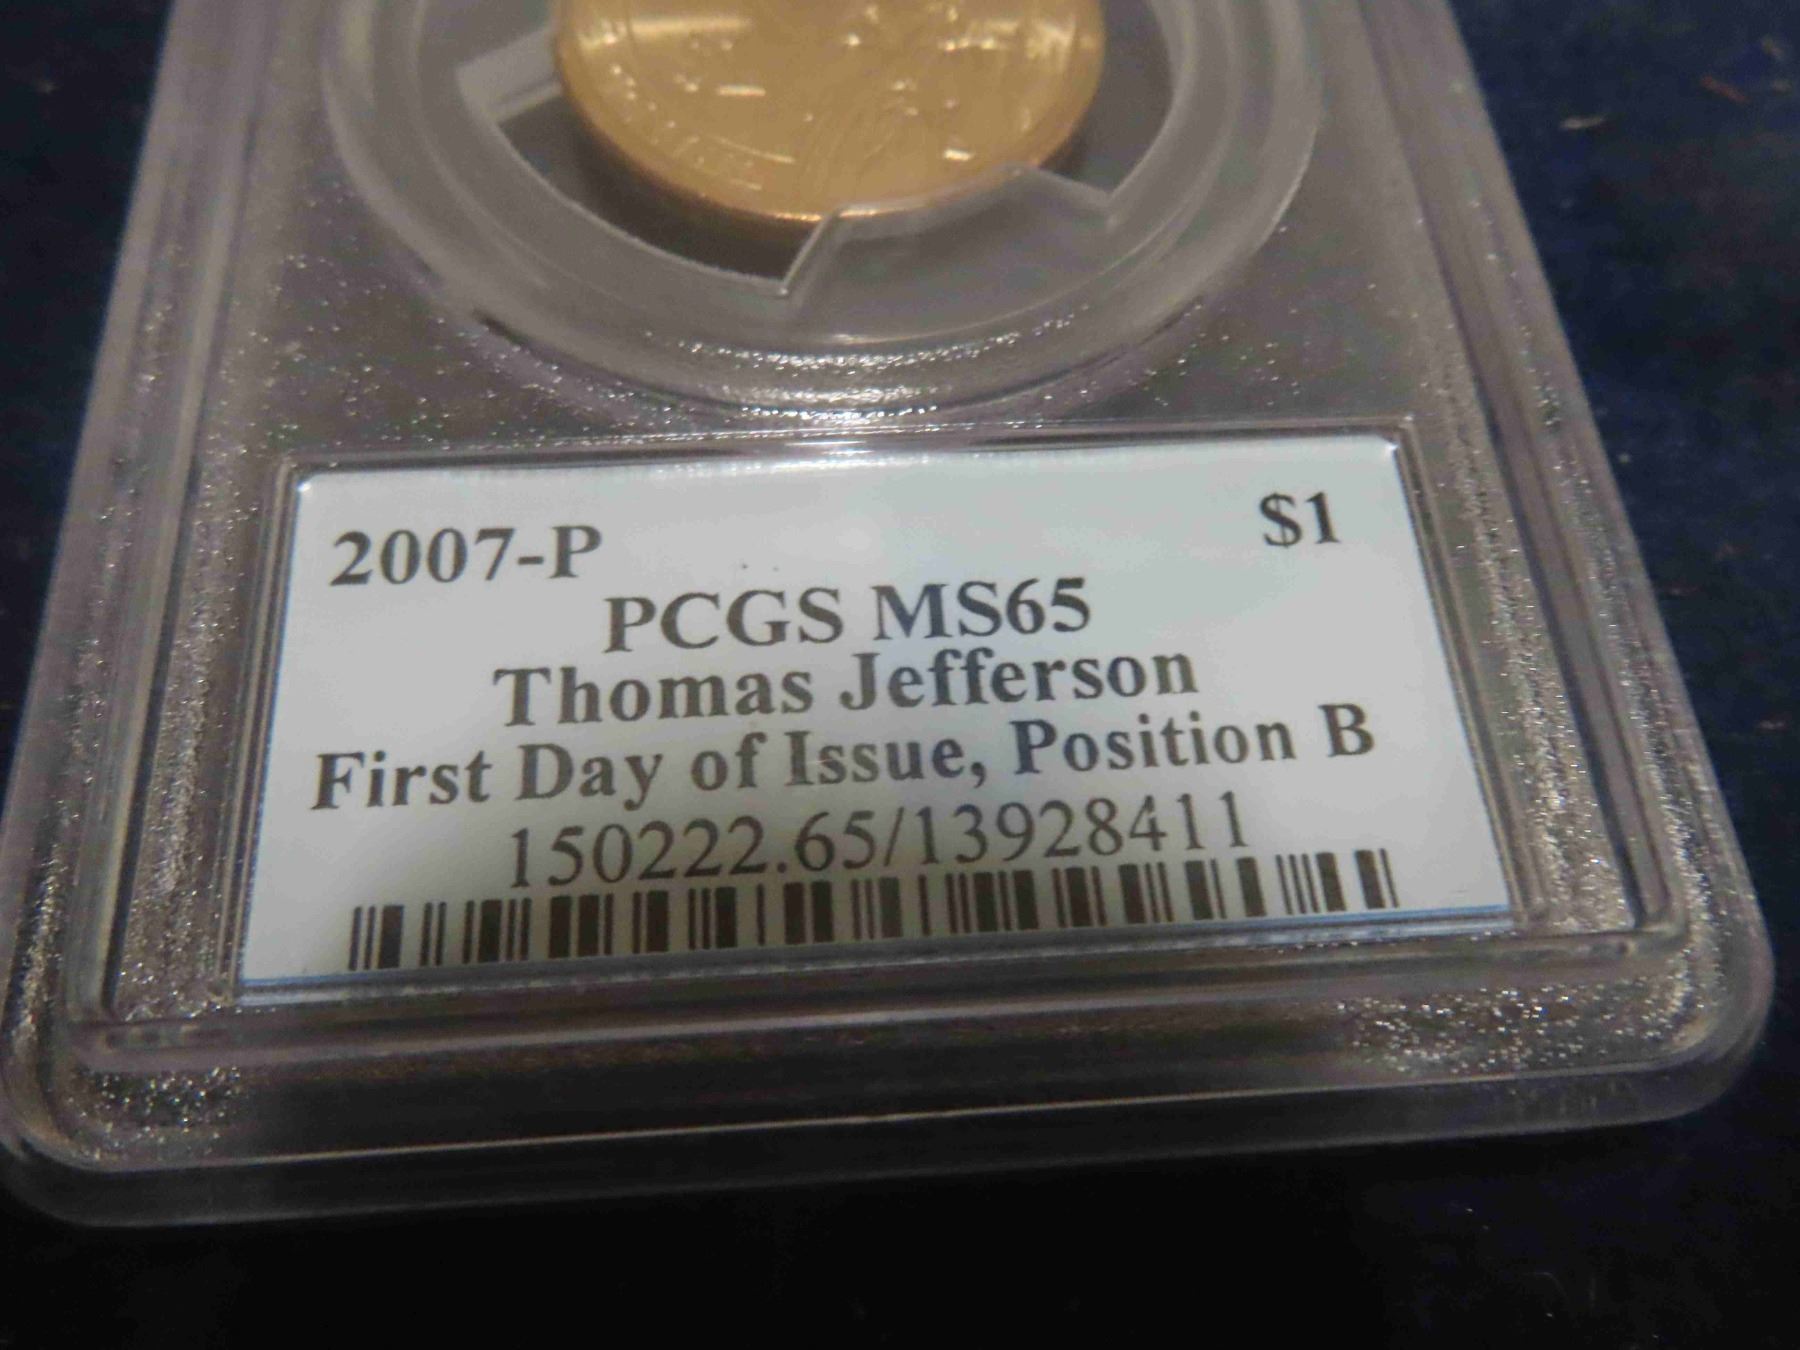 2007-P $1
PCGS MS65
Thomas Jefferson
First Day of Issue, Position B
150222.65/13928411